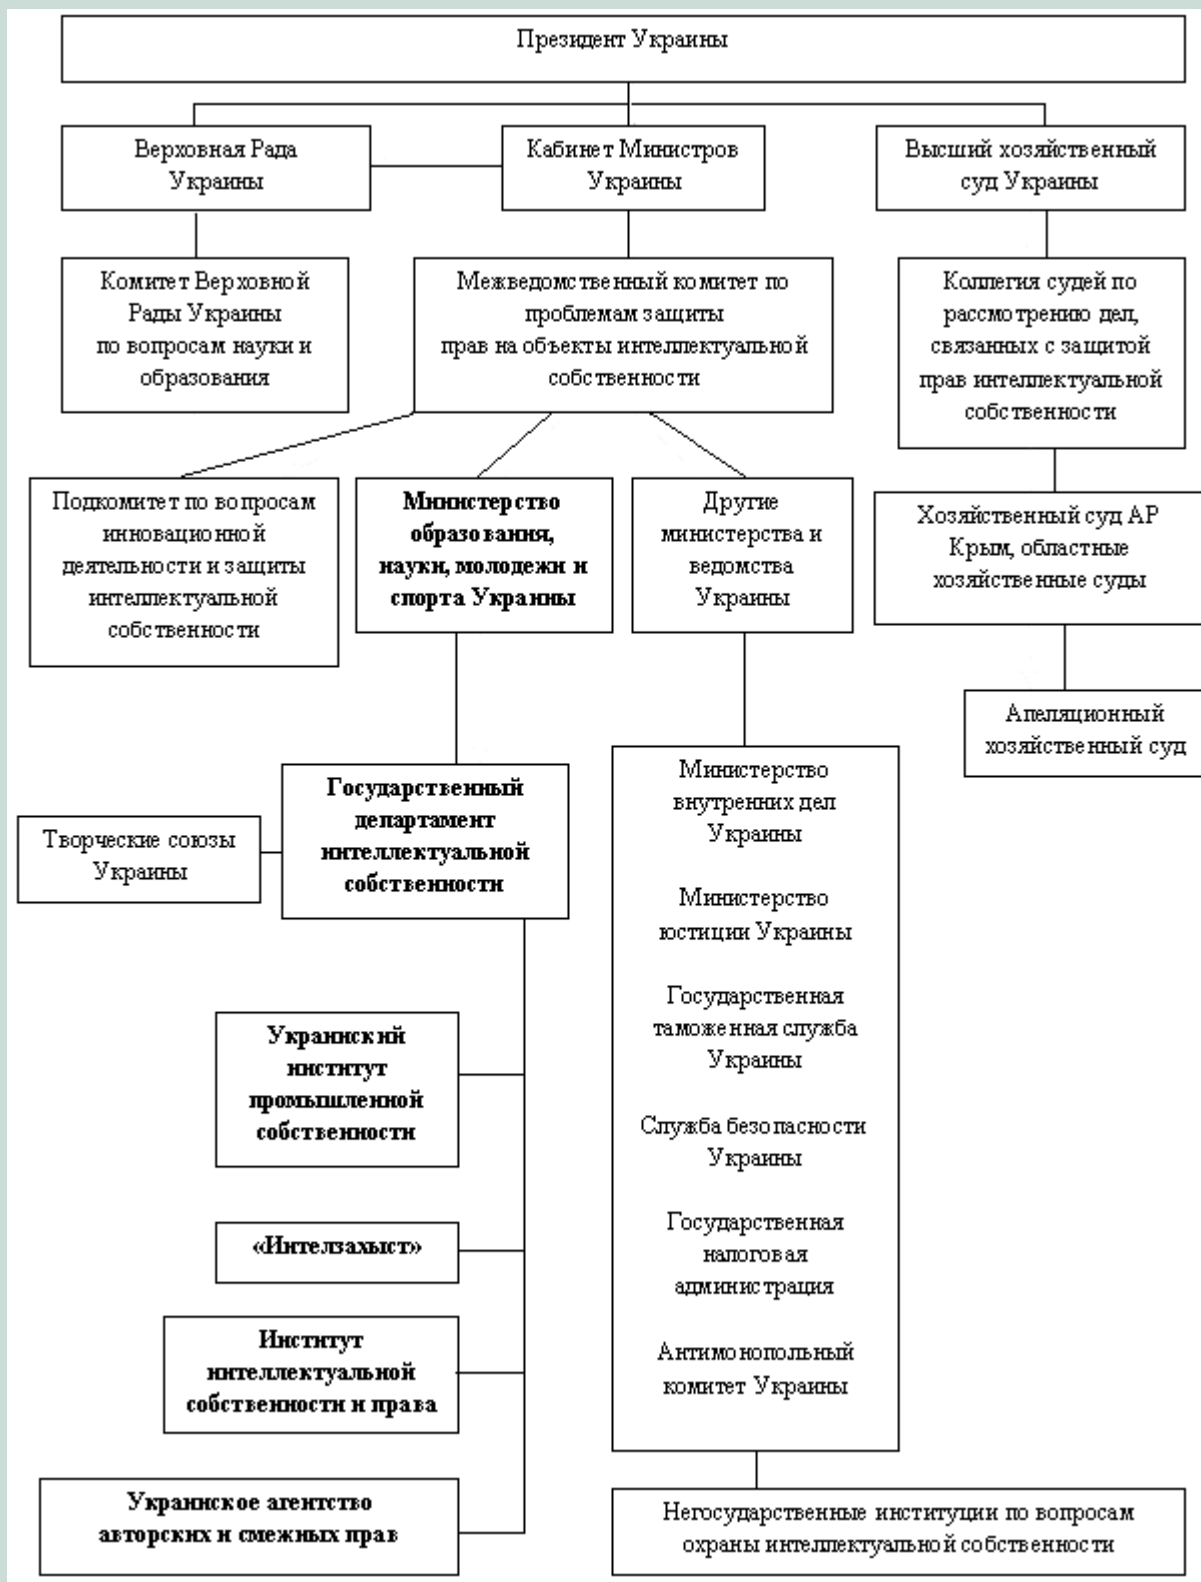 Президент Украины
Верховная Рада
Украины
Кабинет Министров
Украины
Высший хозяйственный
суд Украины
Комитет Верховной
Рады Украины
по вопросам науки и
образования
Межведомственный комитет по
проблемам защиты
прав на объекты интеллектуальной
собственности
Коллегия судей по
рассмотрению дел,
связанных с защитой
прав интеллектуальной
собственности
Подкомитет по вопросам
инновационной
деятельности и защиты
интеллектуальной
собственности
Министерство
образования,
науки, молодежи и
спорта Украины
Другие
министерства и
ведомства
Украины
Хозяйственный суд АР
Крым, областные
хозяйственные суды
Апеляционный
хозяйственный суд
Государственный
департамент
интеллектуальной
собственности
Творческие союзы
Украины
Министерство
внутренних дел
Украины
Министерство
юстиции Украины
Государственная
таможенная служба
Украины
Служба безопасности
Украины
Государственная
налоговая
администрация
Антимонопольный
комитет Украины
Украинский
институт
промышленной
собственности
«Интелзахыст»
Институт
интеллектуальной
собственности и права
Украинское агентство
авторских и смежных прав
Негосударственные институции по вопросам
охраны интеллектуальной собственности